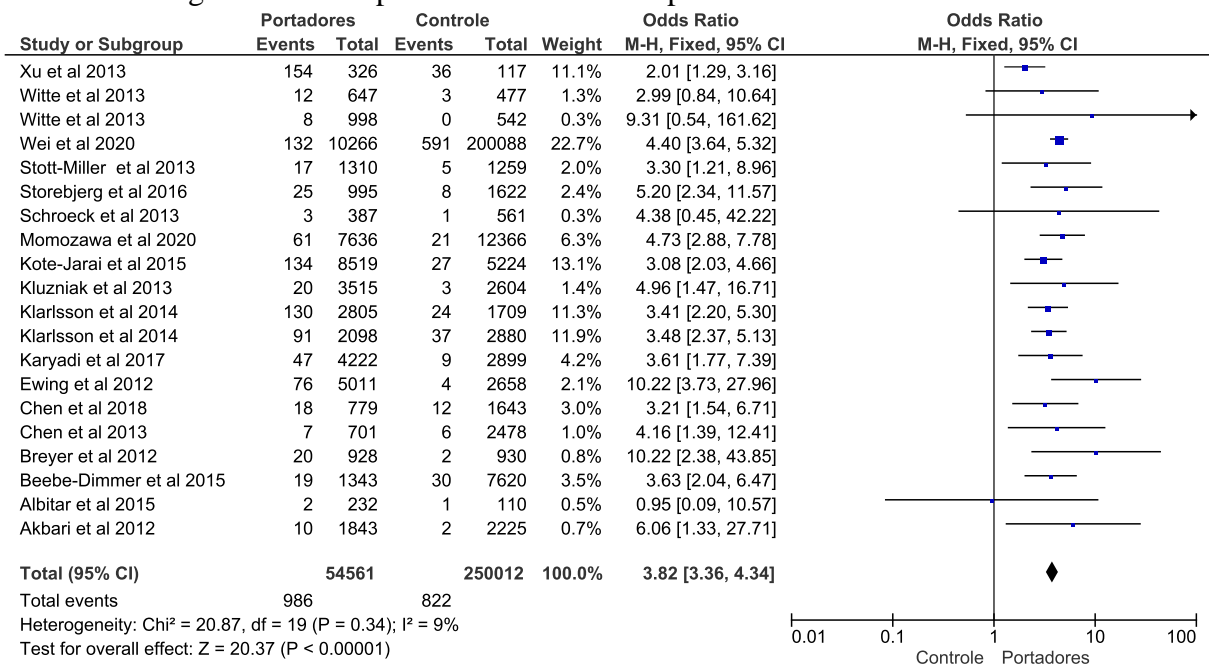 Portadores Controle Odds Ratio Odds Ratio
Study or Subgroup Events Total Events Total Weight M-H, Fixed, 95% CI M-H, Fixed, 95% CI
Xu et al 2013 154 326 36 117 11.1% 2.01 [1.29, 3.16]
Witte et al 2013 12 647 3 477 1.3% 2.99 [0.84, 10.64]
Witte et al 2013 8 998 0 542 0.3% 9.31 [0.54, 161.62]
Wei et al 2020 132 10266 591 200088 22.7% 4.40 [3.64, 5.32]
Stott-Miller et al 2013 17 1310 5 1259 2.0% 3.30 [1.21, 8.96]
Storebjerg et al 2016 25 995 8 1622 2.4% 5.20 [2.34, 11.57]
Schroeck et al 2013 3 387 1 561 0.3% 4.38 [0.45, 42.22]
Momozawa et al 2020 61 7636 21 12366 6.3% 4.73 [2.88, 7.78]
Kote-Jarai et al 2015 134 8519 27 5224 13.1% 3.08 [2.03, 4.66]
Kluzniak et al 2013 20 3515 3 2604 1.4% 4.96 [1.47, 16.71]
Klarlsson et al 2014 130 2805 24 1709 11.3% 3.41 [2.20, 5.30]
Klarlsson et al 2014 91 2098 37 2880 11.9% 3.48 [2.37, 5.13]
Karyadi et al 2017 47 4222 9 2899 4.2% 3.61 [1.77, 7.39]
Ewing et al 2012 76 5011 4 2658 2.1% 10.22 [3.73, 27.96]
Chen et al 2018 18 779 12 1643 3.0% 3.21 [1.54, 6.71]
Chen et al 2013 7 701 6 2478 1.0% 4.16 [1.39, 12.41]
Breyer et al 2012 20 928 2 930 0.8% 10.22 [2.38, 43.85]
Beebe-Dimmer et al 2015 19 1343 30 7620 3.5% 3.63 [2.04, 6.47]
Albitar et al 2015 2 232 1 110 0.5% 0.95 [0.09, 10.57]
Akbari et al 2012 10 1843 2 2225 0.7% 6.06 [1.33, 27.71]
Total (95% CI) 54561 250012 100.0% 3.82 [3.36, 4.34]
Total events 986 822
Heterogeneity: Chi² = 20.87, df = 19 (P = 0.34); I² = 9%
Test for overall effect: Z = 20.37 (P < 0.00001)
0.01 0.1 1 10 100
Controle Portadores